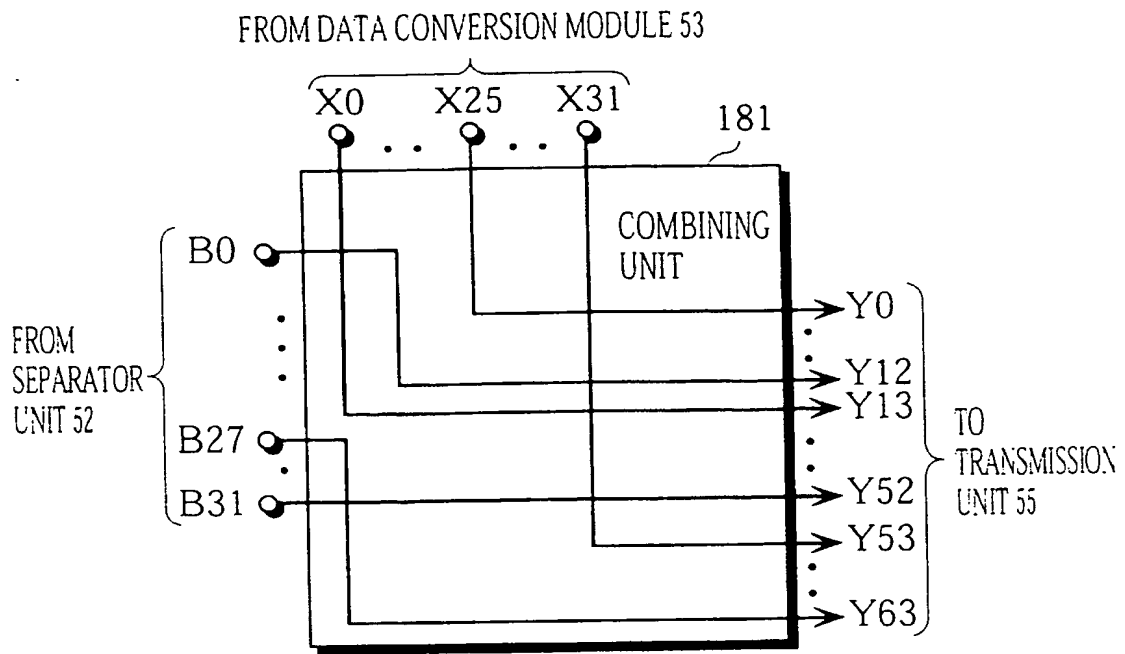 FROM DATA CONVERSION MODULE 53
X0 X25 X31
181
COMBINING
UNIT
FROM
SEPARATOR
UNIT 52
B0
B27
B31
Y0
Y12
Y13
Y52
Y53
Y63
TO
TRANSMISSION
UNIT 55